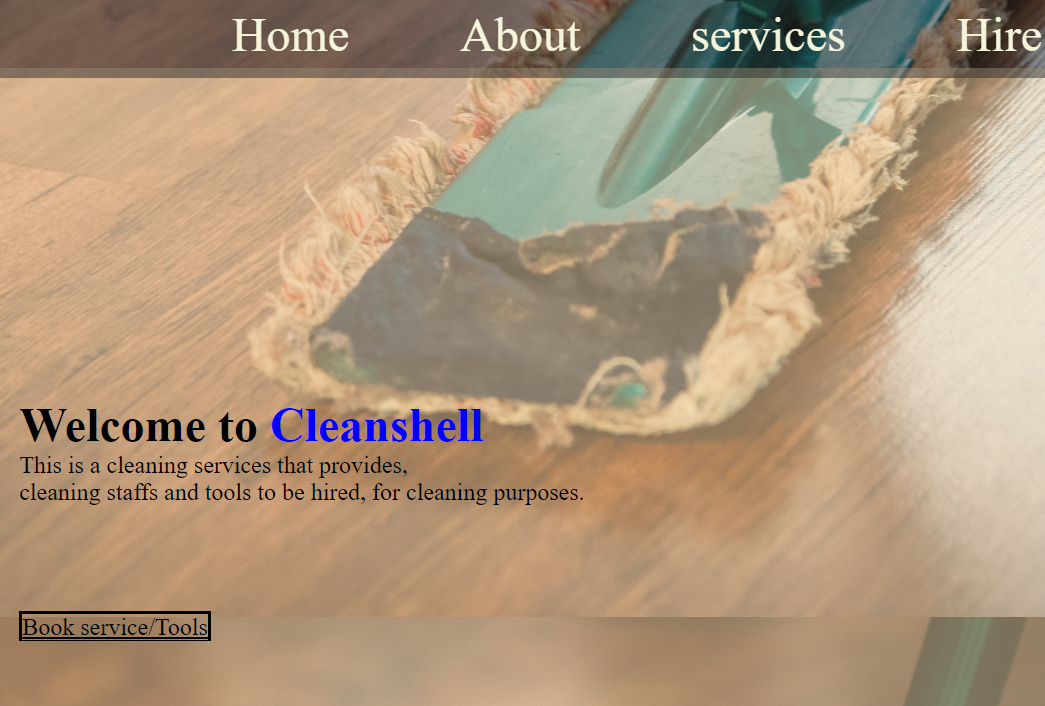 Home About services Hire
Welcome to Cleanshell
This is a cleaning services that provides,
cleaning staffs and tools to be hired, for cleaning purposes.
Book service/Tools